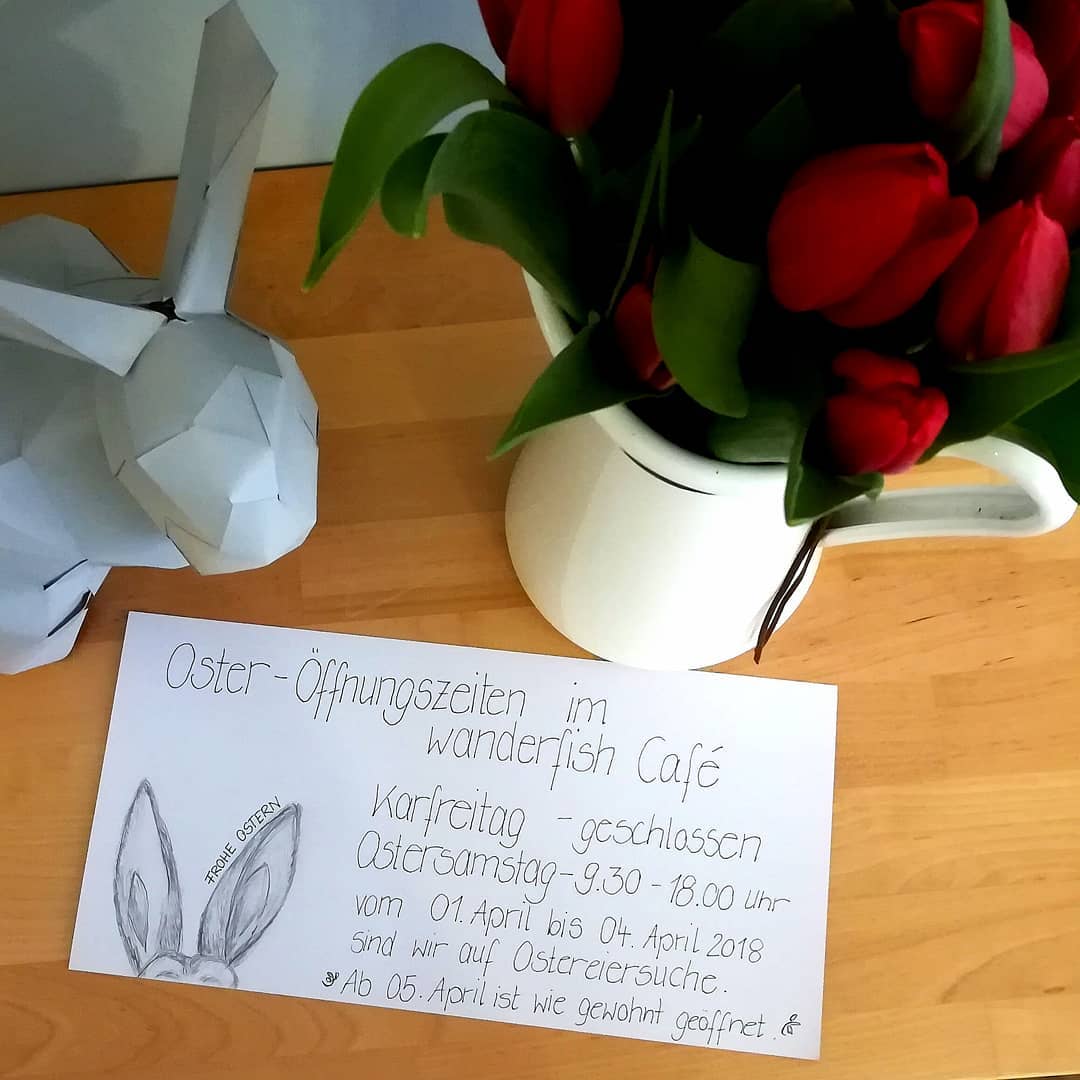 Oster-Öffnungszeiten im
wanderfish Café
FROHE OSTERN
Karfreitag - geschlossen
Ostersamstag - 9.30 - 18.00 Uhr
vom 01. April bis 04. April 2018
sind wir auf Ostereiersuche.
Ab 05. April ist wie gewohnt geöffnet.